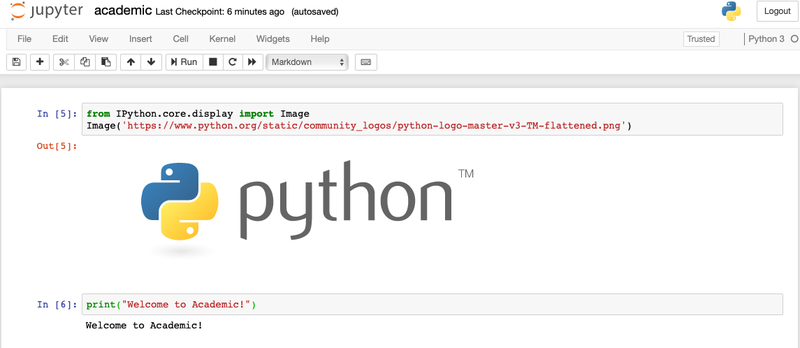 jupyter academic Last Checkpoint: 6 minutes ago (autosaved) Logout
File Edit View Insert Cell Kernel Widgets Help Trusted Python 3
Run Markdown
In [5]: from IPython.core.display import Image
Image('https://www.python.org/static/community_logos/python-logo-master-v3-TM-flattened.png')
Out[5]:
python TM
In [6]: print("Welcome to Academic!")
Welcome to Academic!